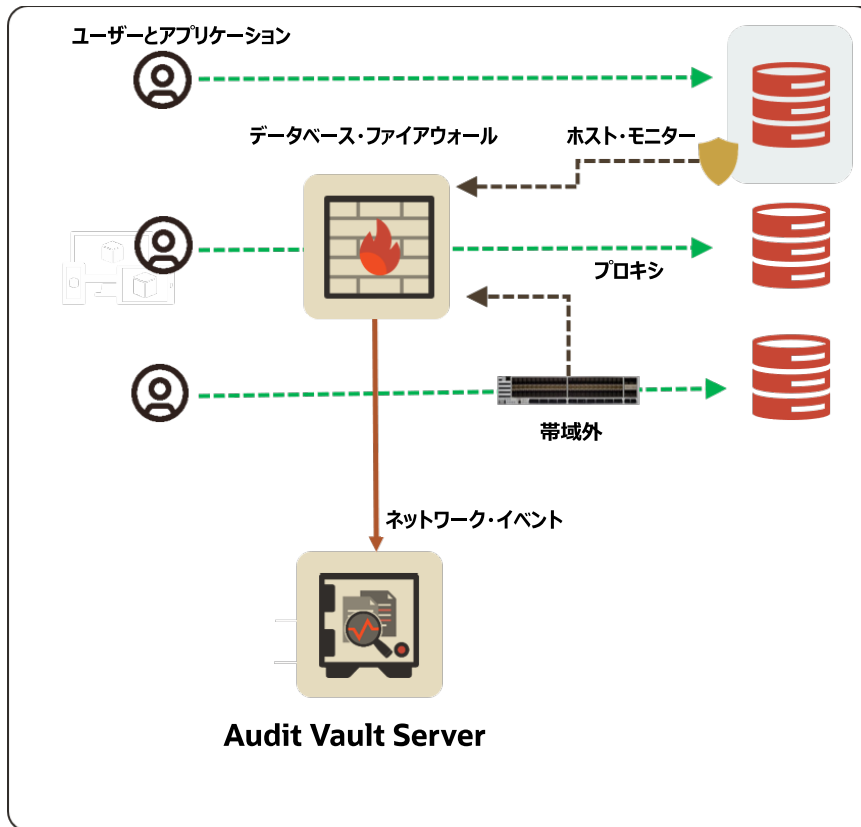 ユーザーとアプリケーション
データベース・ファイアウォール
ホスト・モニター
プロキシ
帯域外
ネットワーク・イベント
Audit Vault Server